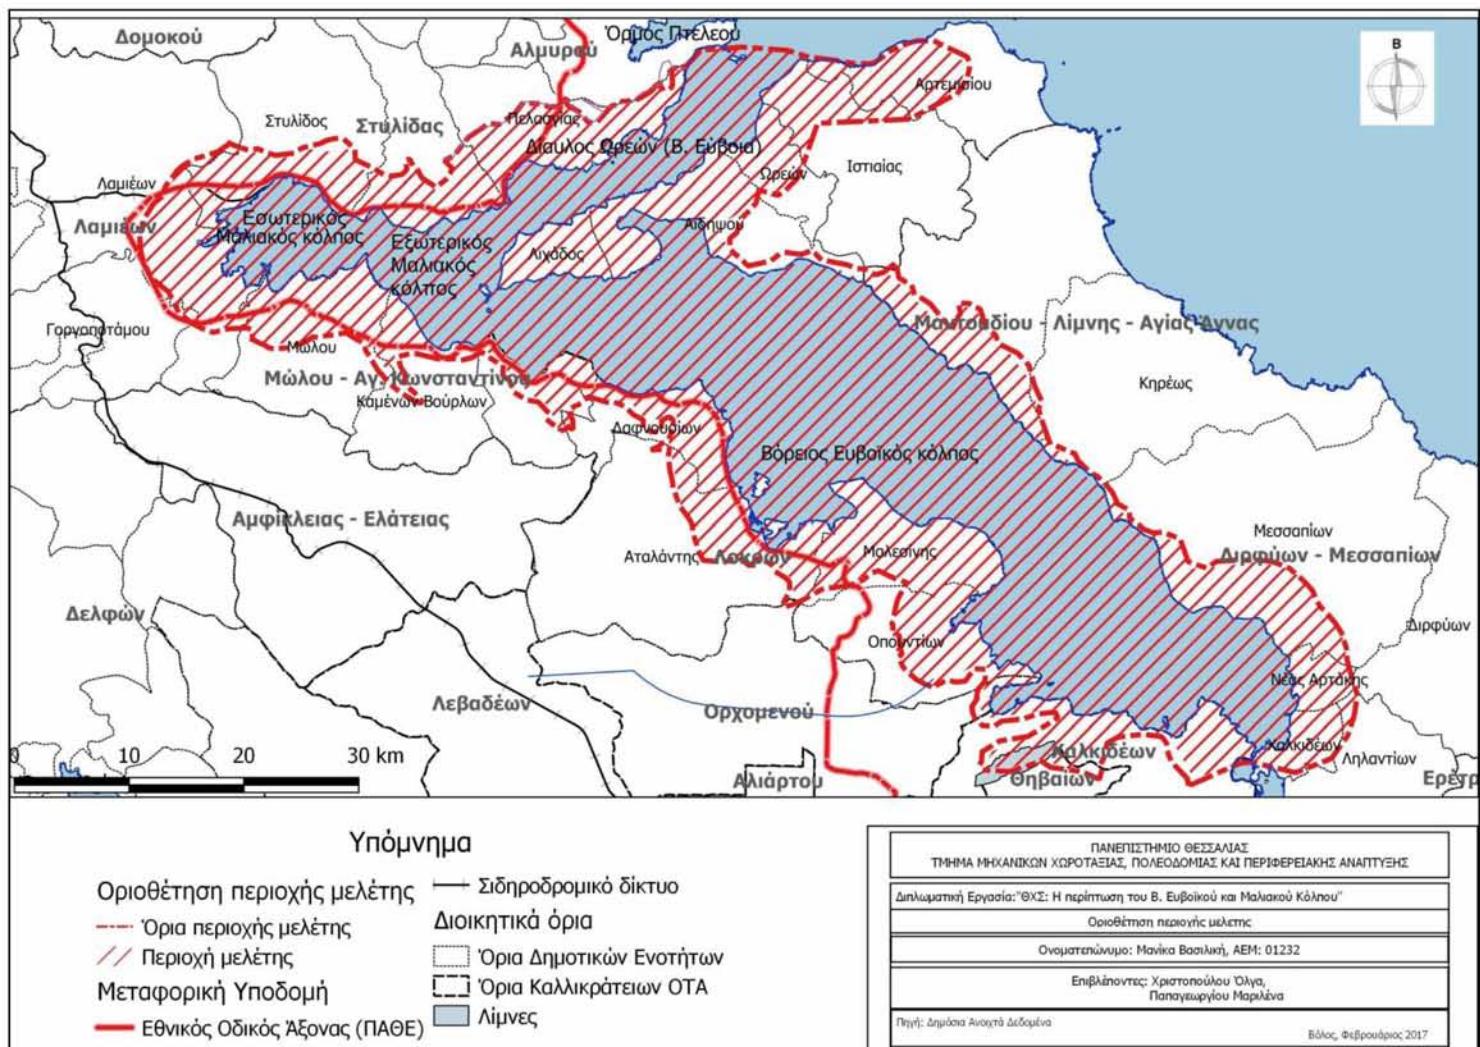 Δομοκού
Αλμυρού
Όρμος Πτελεού
Β
Αρτεμισίου
Στυλίδος
Στυλίδας
Πελασγίας
Δίαυλος Ωρεών (Β. Εύβοια)
Ωρεών
Ιστιαίας
Λαμιέων
Λαμιέων
Εσωτερικός
Μαλιακός κόλπος
Εξωτερικός
Μαλιακός
κόλπος
Λιχάδος
Αιδηψού
Γοργοποτάμου
Μώλου
Μαντουδίου - Λίμνης - Αγίας Άννας
Μώλου - Αγ. Κωνσταντίνου
Καμένων Βούρλων
Κηρέως
Δαφνουσίων
Βόρειος Ευβοϊκός κόλπος
Αμφίκλειας - Ελάτειας
Μεσσαπίων
Διρφύων - Μεσσαπίων
Αταλάντης
Λοκρών
Μαλεσίνης
Δελφών
Διρφύων
Οπουντίων
Νέας Αρτάκης
Λεβαδέων
Ορχομενού
Χαλκιδέων
Χαλκιδέων
Ληλαντίων
Αλιάρτου
Θηβαίων
Ερέτρ
0 10 20 30 km
Υπόμνημα
Οριοθέτηση περιοχής μελέτης
Όρια περιοχής μελέτης
Περιοχή μελέτης
Μεταφορική Υποδομή
Εθνικός Οδικός Άξονας (ΠΑΘΕ)
Σιδηροδρομικό δίκτυο
Διοικητικά όρια
Όρια Δημοτικών Ενοτήτων
Όρια Καλλικράτειων ΟΤΑ
Λίμνες
ΠΑΝΕΠΙΣΤΗΜΙΟ ΘΕΣΣΑΛΙΑΣ
ΤΜΗΜΑ ΜΗΧΑΝΙΚΩΝ ΧΩΡΟΤΑΞΙΑΣ, ΠΟΛΕΟΔΟΜΙΑΣ ΚΑΙ ΠΕΡΙΦΕΡΕΙΑΚΗΣ ΑΝΑΠΤΥΞΗΣ
Διπλωματική Εργασία:"ΘΧΣ: Η περίπτωση του Β. Ευβοϊκού και Μαλιακού Κόλπου"
Οριοθέτηση περιοχής μελετης
Ονοματεπώνυμο: Μανίκα Βασιλική, ΑΕΜ: 01232
Επιβλέποντες: Χριστοπούλου Όλγα,
Παπαγεωργίου Μαριλένα
Πηγή: Δημόσια Ανοιχτά Δεδομένα
Βόλος, Φεβρουάριος 2017